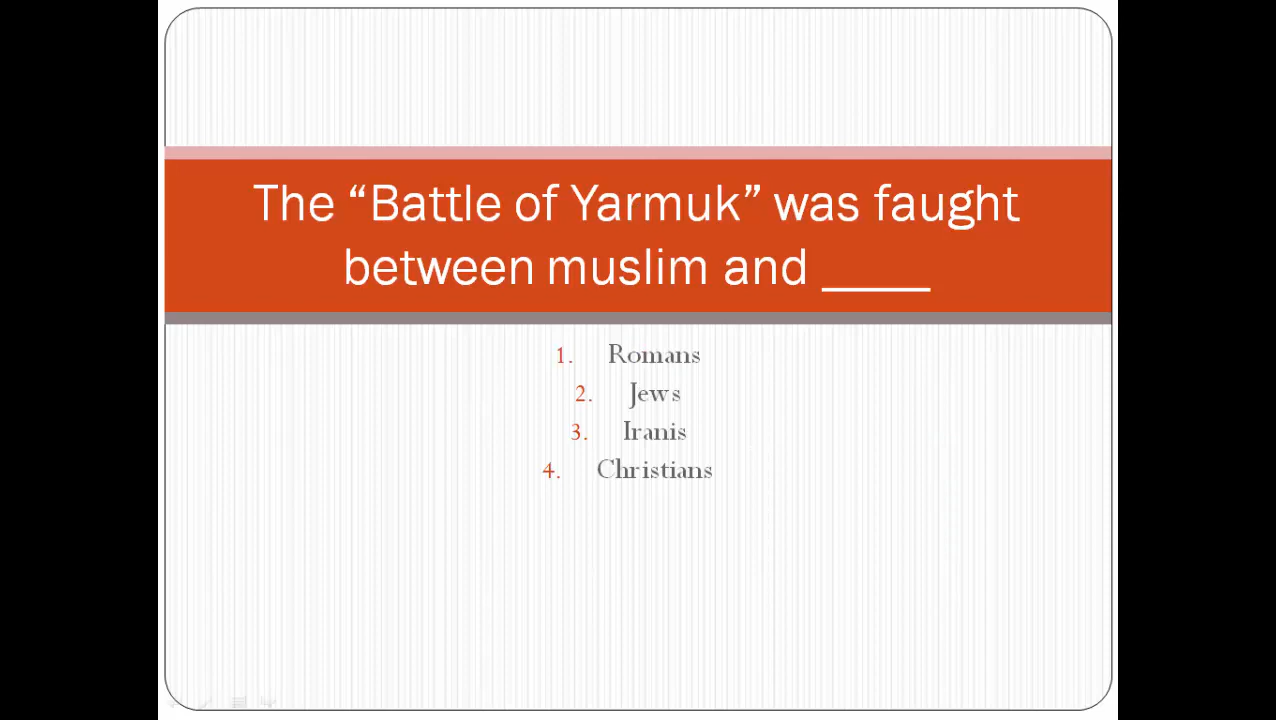 The “Battle of Yarmuk” was faught
between muslim and _____
1. Romans
2. Jews
3. Iranis
4. Christians